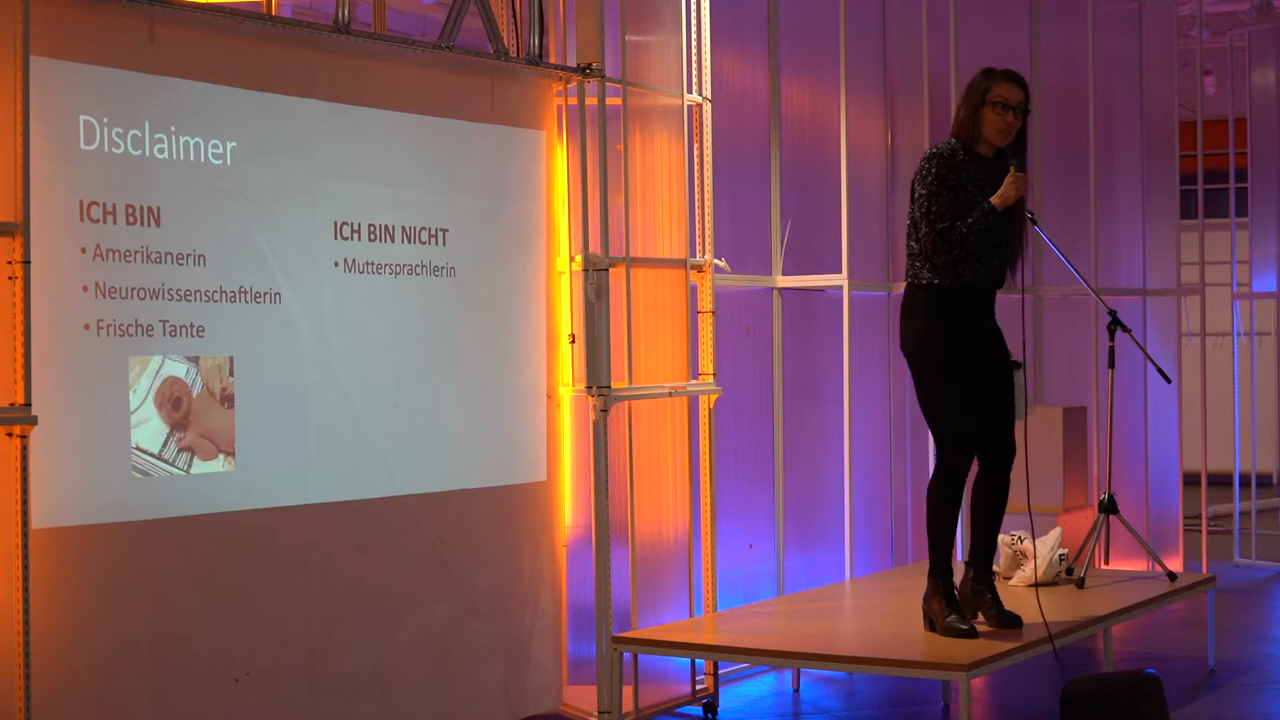 Disclaimer
ICH BIN
• Amerikanerin
• Neurowissenschaftlerin
• Frische Tante
ICH BIN NICHT
• Muttersprachlerin